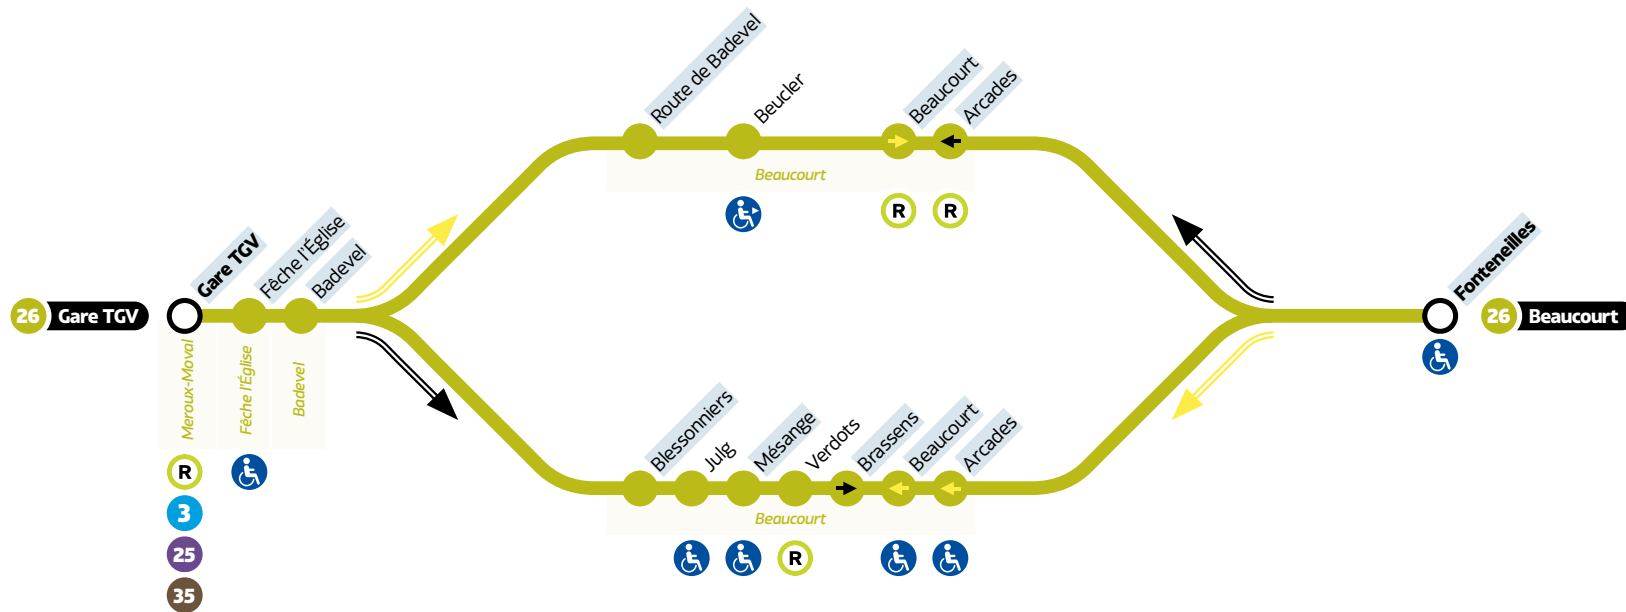 Route de Badevel
Beucler
Beaucourt
Arcades
Beaucourt
R
R
26 Gare TGV
Gare TGV
Fêche l'Église
Badevel
Meroux-Moval
Fêche l'Église
Badevel
R
3
25
35
Fonteneilles
26 Beaucourt
Blessonniers
Julg
Mésange
Verdots
Brassens
Beaucourt
Arcades
Beaucourt
R